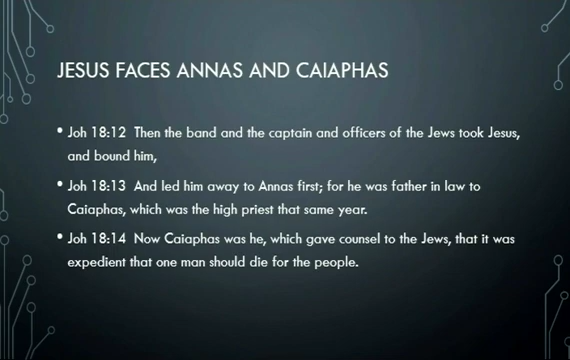 JESUS FACES ANNAS AND CAIAPHAS
• Joh 18:12 Then the band and the captain and officers of the Jews took Jesus,
and bound him,
• Joh 18:13 And led him away to Annas first; for he was father in law to
Caiaphas, which was the high priest that same year.
• Joh 18:14 Now Caiaphas was he, which gave counsel to the Jews, that it was
expedient that one man should die for the people.